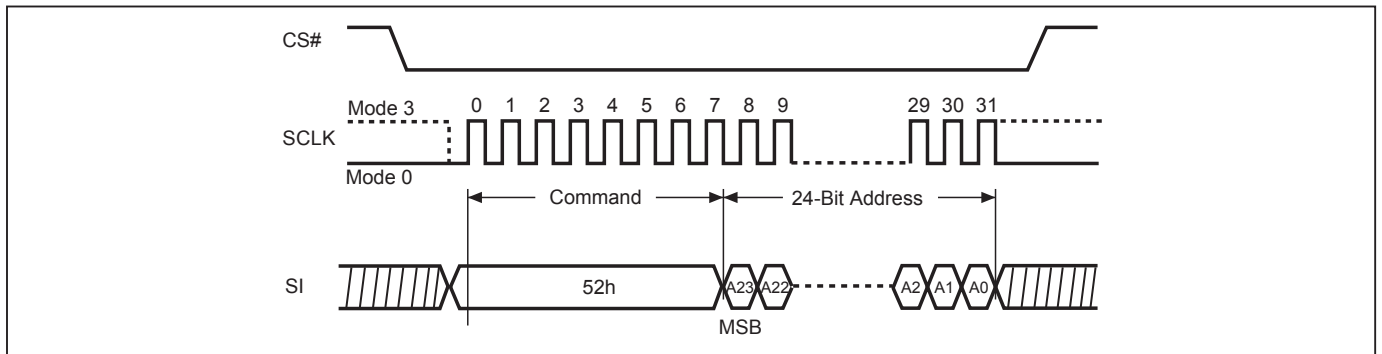 CS#
Mode 3 0 1 2 3 4 5 6 7 8 9 29 30 31
SCLK
Mode 0
Command 24-Bit Address
SI 52h A23 A22 A2 A1 A0
MSB